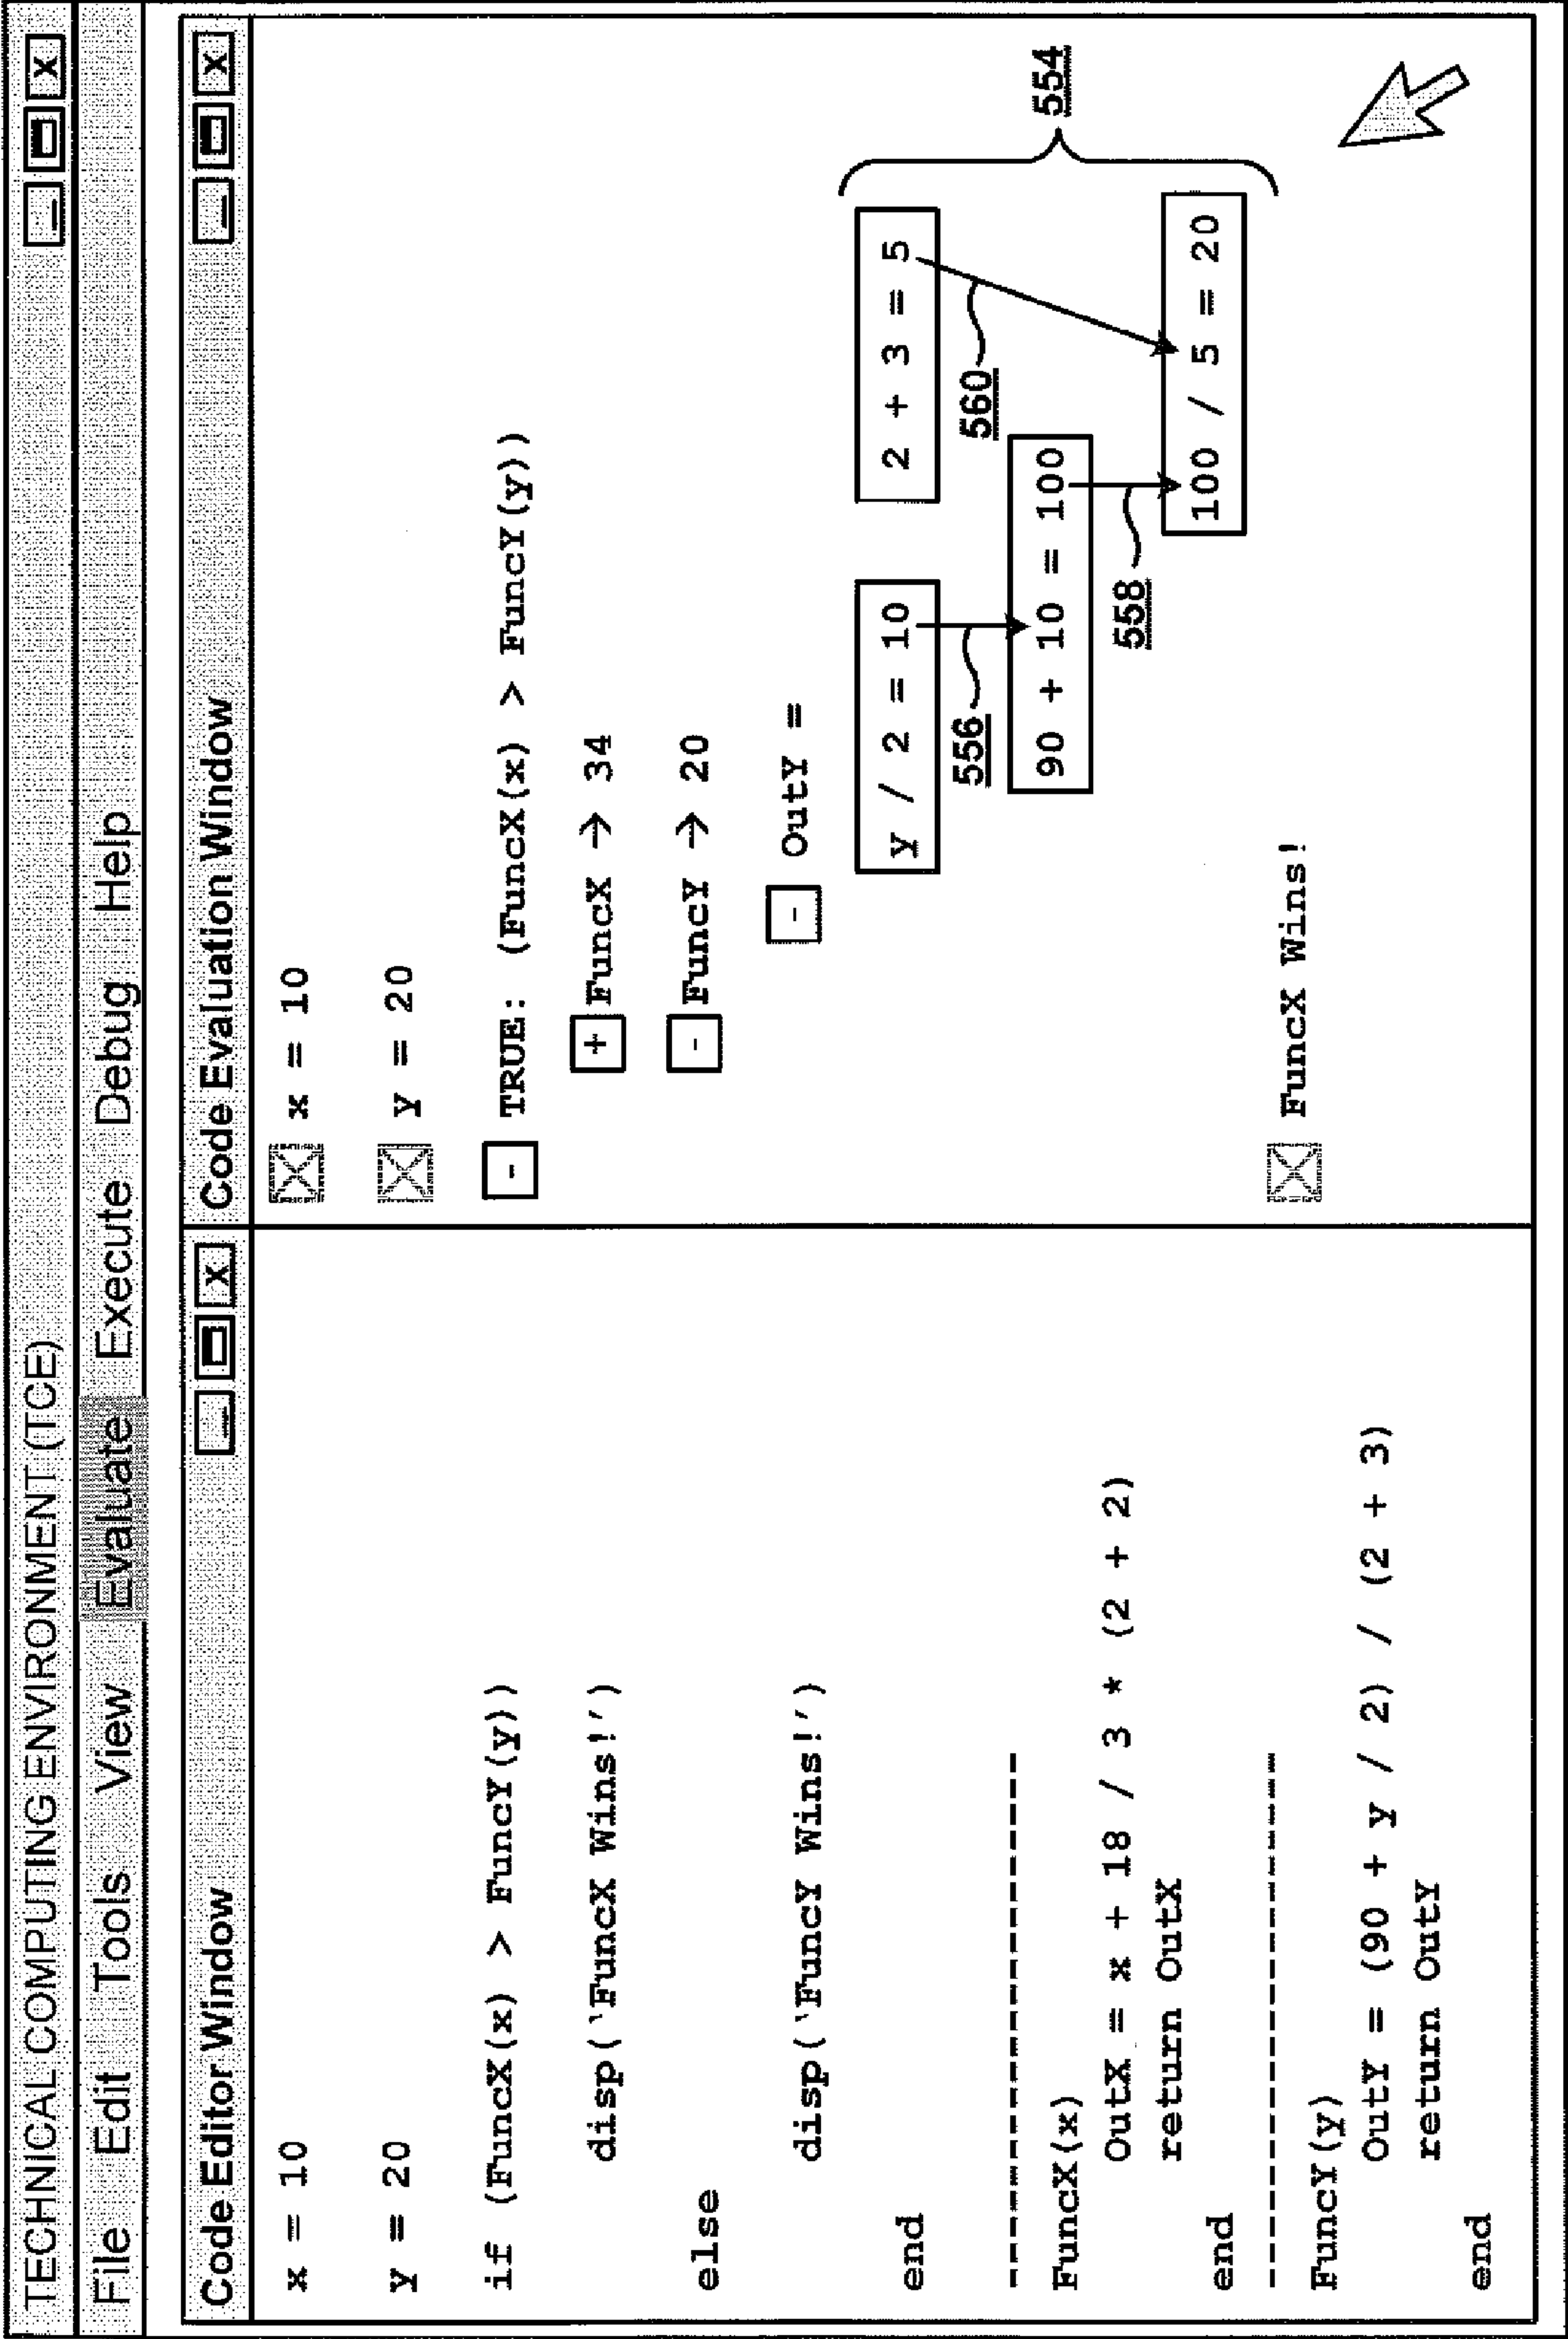 TECHNICAL COMPUTING ENVIRONMENT (TCE)
File Edit Tools View Evaluate Execute Debug Help
Code Editor Window
x = 10
y = 20
if (FuncX(x) > FuncY(y))
disp(`FuncX Wins!′)
else
disp(`FuncY Wins!′)
end
--------------------
FuncX(x)
OutX = x + 18 / 3 * (2 + 2)
return OutX
end
--------------------
FuncY(y)
OutY = (90 + y / 2) / (2 + 3)
return OutY
end
Code Evaluation Window
x = 10
y = 20
- TRUE: (FuncX(x) > FuncY(y))
+ FuncX → 34
- FuncY → 20
- OutY =
y / 2 = 10
2 + 3 = 5
556
560
554
90 + 10 = 100
558
100 / 5 = 20
FuncX Wins!